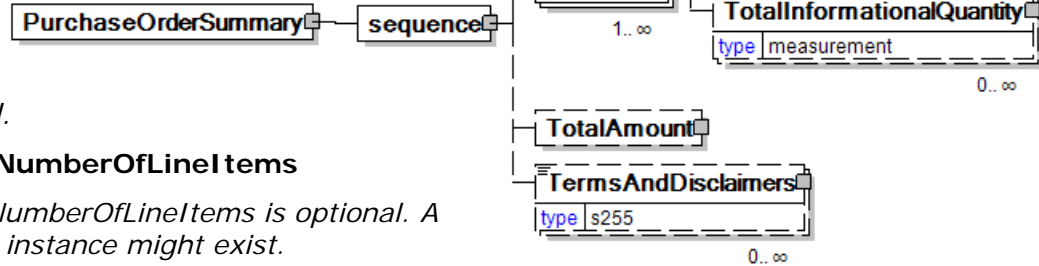 PurchaseOrderSummary
sequence
1.. ∞
TotalInformationalQuantity
type measurement
0.. ∞
TotalAmount
NumberOfLineItems
TermsAndDisclaimers
type s255
NumberOfLineItems is optional. A
instance might exist.
0.. ∞